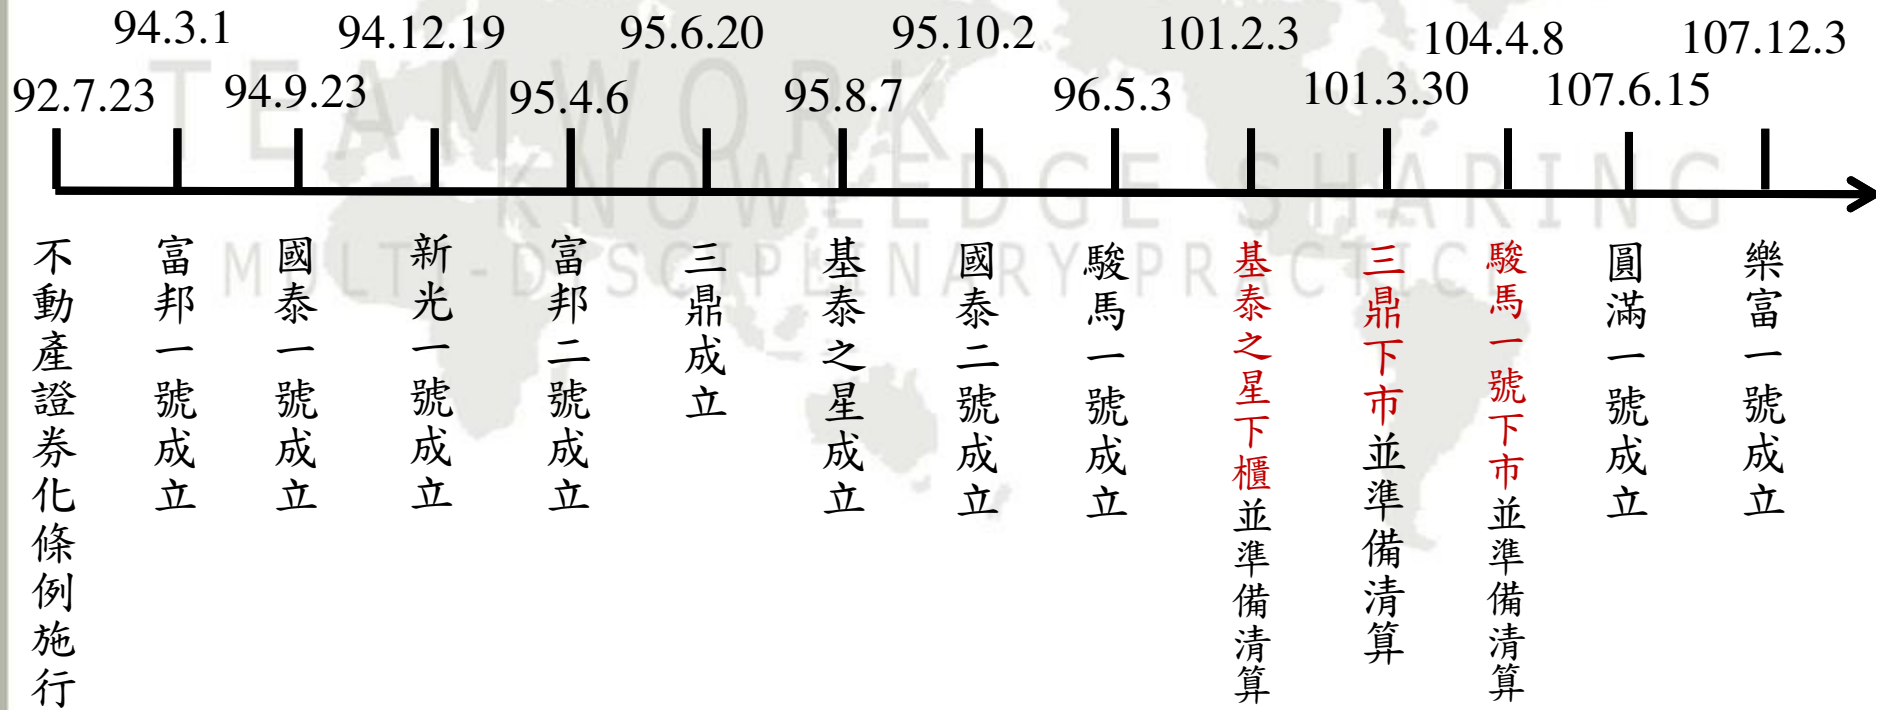 94.3.1
94.12.19
95.6.20
95.10.2
101.2.3
104.4.8
107.12.3
92.7.23
94.9.23
95.4.6
95.8.7
96.5.3
101.3.30
107.6.15
TEAMWORK
KNOWLEDGE SHARING
MULTI-DISCIPLINARY PRACTICE
不動產證券化條例施行
富邦一號成立
國泰一號成立
新光一號成立
富邦二號成立
三鼎成立
基泰之星成立
國泰二號成立
駿馬一號成立
基泰之星下櫃並準備清算
三鼎下市並準備清算
駿馬一號下市並準備清算
圓滿一號成立
樂富一號成立